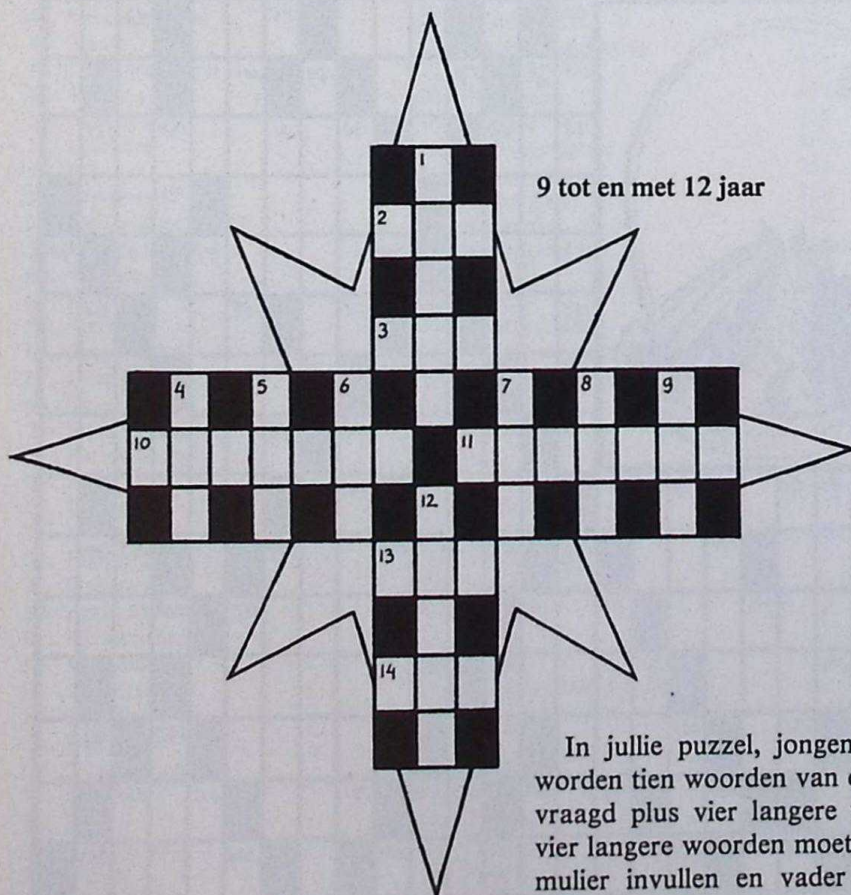 1
9 tot en met 12 jaar
2
3
4 5 6 7 8 9
10 11
12
13
14
In jullie puzzel, jongen
worden tien woorden van
vraagd plus vier langere
vier langere woorden moet
mulier invullen en vader